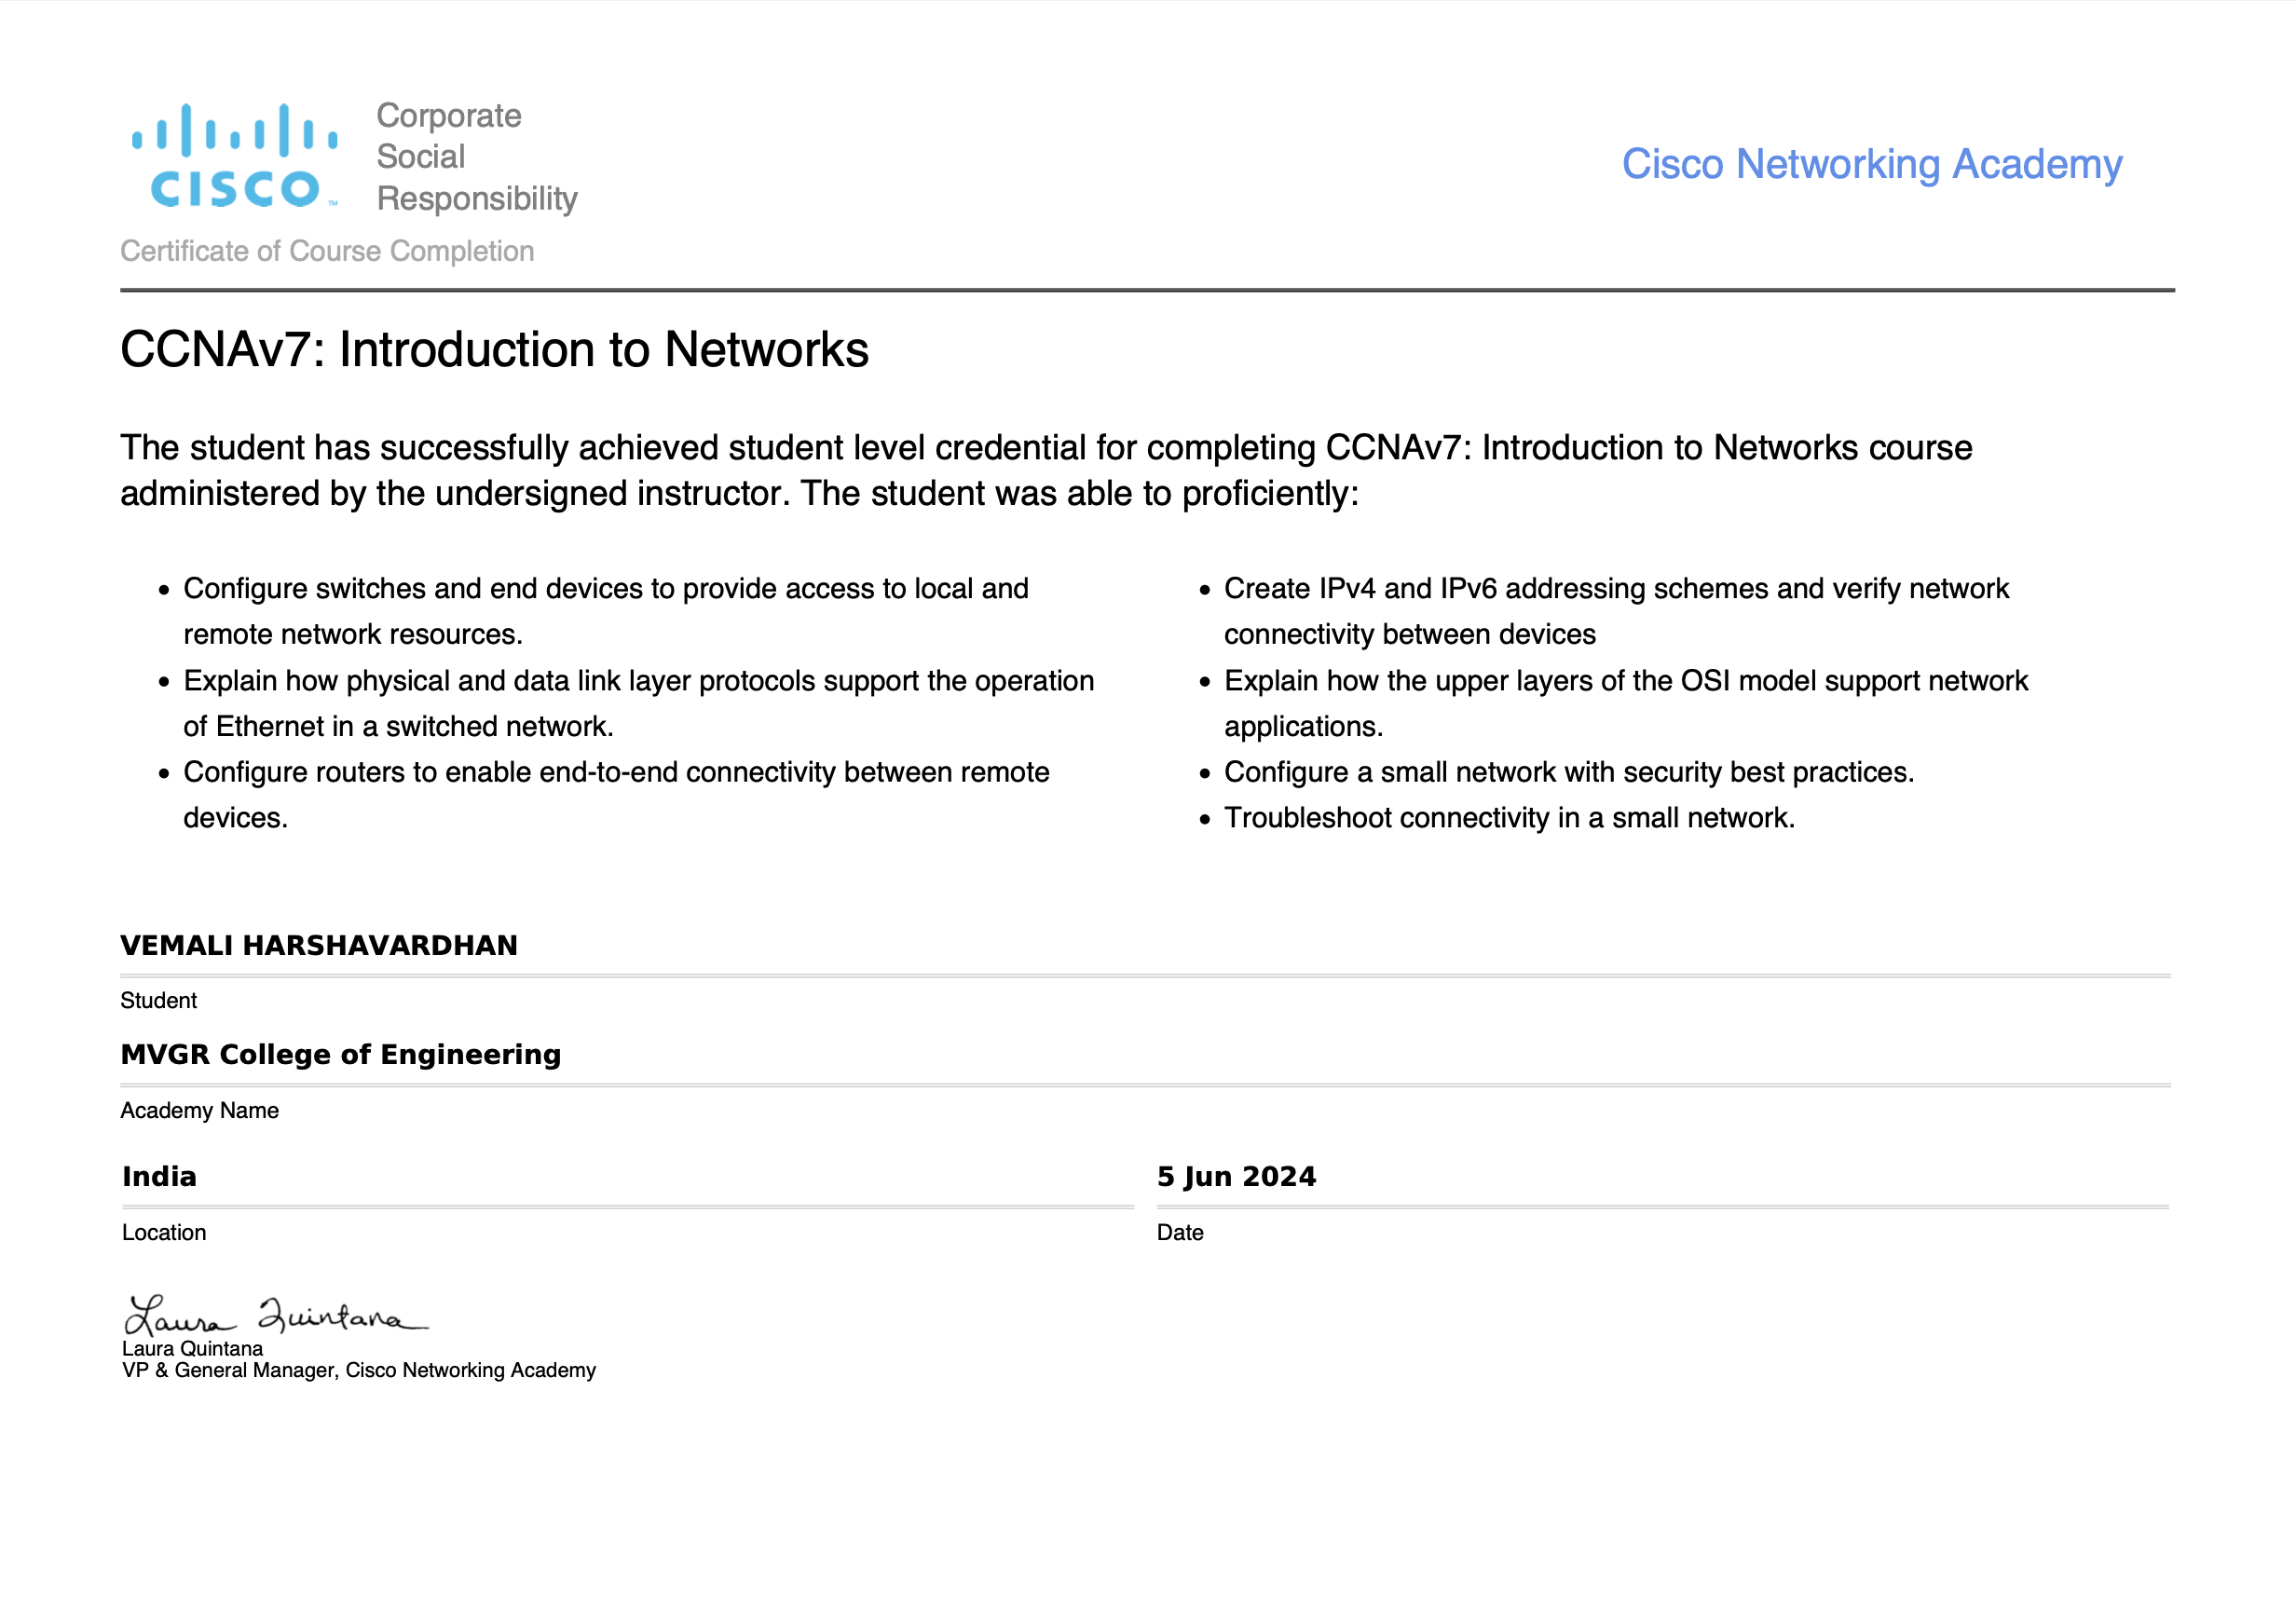 CISCO™
Corporate
Social
Responsibility
Cisco Networking Academy
Certificate of Course Completion
CCNAv7: Introduction to Networks
The student has successfully achieved student level credential for completing CCNAv7: Introduction to Networks course
administered by the undersigned instructor. The student was able to proficiently:
• Configure switches and end devices to provide access to local and
remote network resources.
• Explain how physical and data link layer protocols support the operation
of Ethernet in a switched network.
• Configure routers to enable end-to-end connectivity between remote
devices.
• Create IPv4 and IPv6 addressing schemes and verify network
connectivity between devices
• Explain how the upper layers of the OSI model support network
applications.
• Configure a small network with security best practices.
• Troubleshoot connectivity in a small network.
VEMALI HARSHAVARDHAN
Student
MVGR College of Engineering
Academy Name
India
Location
5 Jun 2024
Date
Laura Quintana
Laura Quintana
VP & General Manager, Cisco Networking Academy